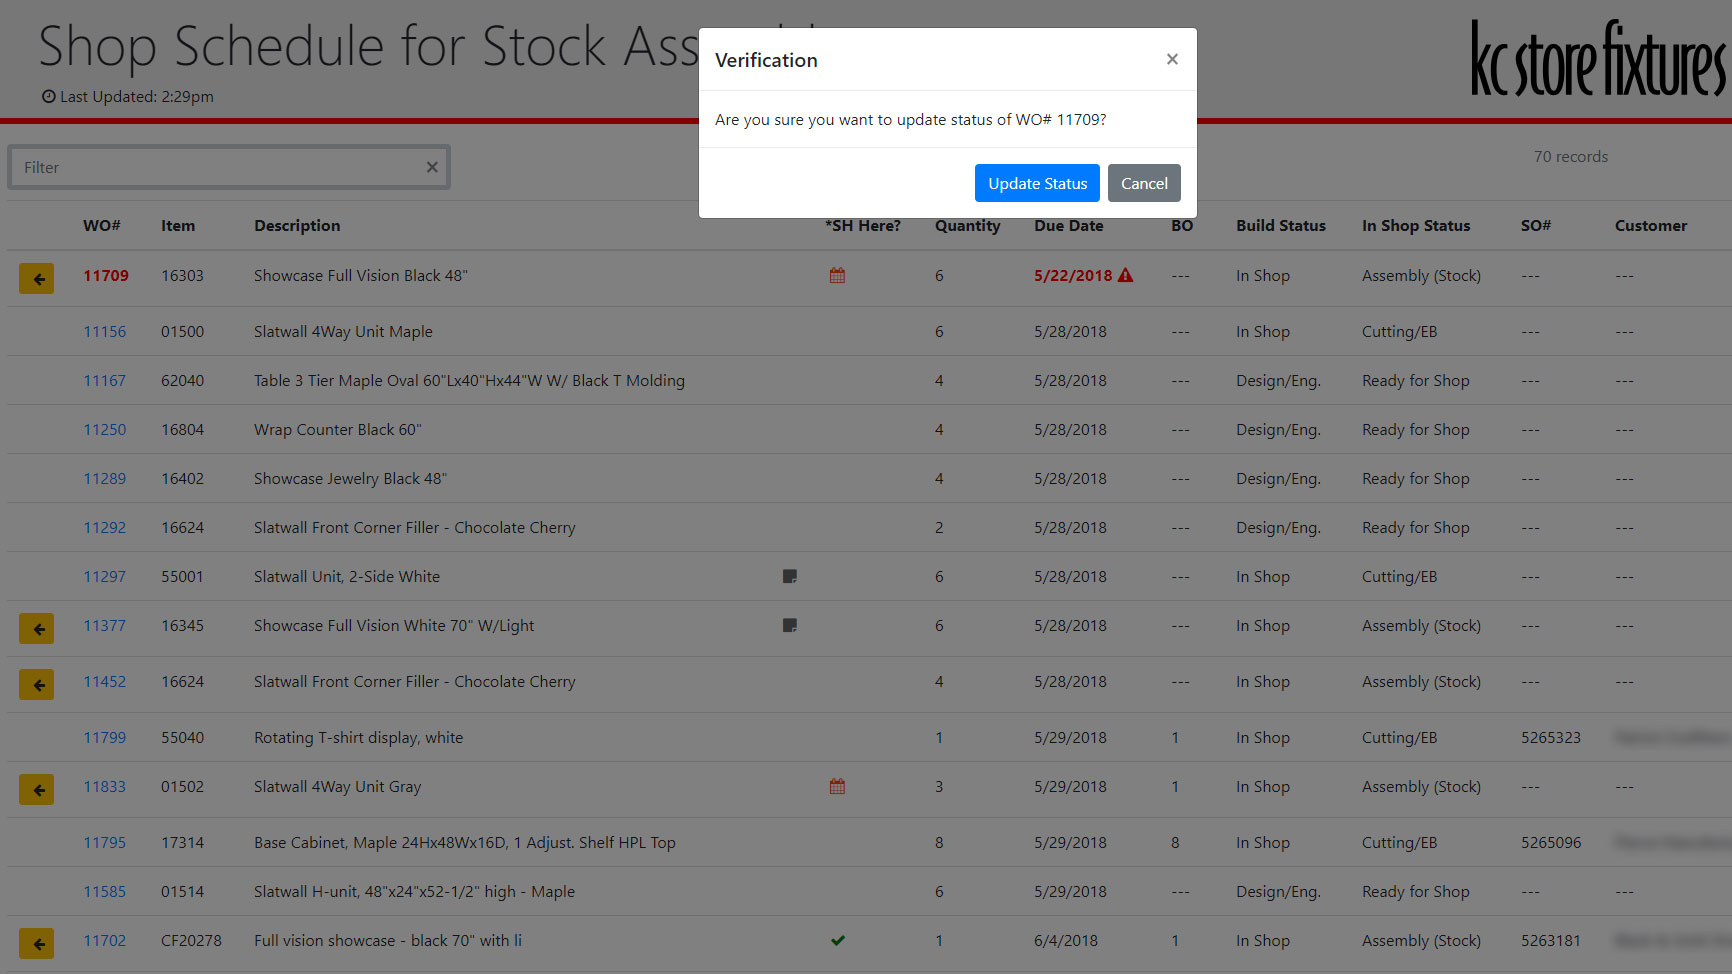 Shop Schedule for Stock
Last Updated: 2:29pm
kc store fixtures
Verification ×
Are you sure you want to update status of WO# 11709?
Update Status Cancel
Filter ×
70 records
WO# Item Description *SH Here? Quantity Due Date BO Build Status In Shop Status SO# Customer
11709 16303 Showcase Full Vision Black 48" 6 5/22/2018 --- In Shop Assembly (Stock) --- ---
11156 01500 Slatwall 4Way Unit Maple 6 5/28/2018 --- In Shop Cutting/EB --- ---
11167 62040 Table 3 Tier Maple Oval 60"Lx40"Hx44"W W/ Black T Molding 4 5/28/2018 --- Design/Eng. Ready for Shop --- ---
11250 16804 Wrap Counter Black 60" 4 5/28/2018 --- Design/Eng. Ready for Shop --- ---
11289 16402 Showcase Jewelry Black 48" 4 5/28/2018 --- Design/Eng. Ready for Shop --- ---
11292 16624 Slatwall Front Corner Filler - Chocolate Cherry 2 5/28/2018 --- Design/Eng. Ready for Shop --- ---
11297 55001 Slatwall Unit, 2-Side White 6 5/28/2018 --- In Shop Cutting/EB --- ---
11377 16345 Showcase Full Vision White 70" W/Light 6 5/28/2018 --- In Shop Assembly (Stock) --- ---
11452 16624 Slatwall Front Corner Filler - Chocolate Cherry 4 5/28/2018 --- In Shop Assembly (Stock) --- ---
11799 55040 Rotating T-shirt display, white 1 5/29/2018 1 In Shop Cutting/EB 5265323
11833 01502 Slatwall 4Way Unit Gray 3 5/29/2018 1 In Shop Assembly (Stock) --- ---
11795 17314 Base Cabinet, Maple 24Hx48Wx16D, 1 Adjust. Shelf HPL Top 8 5/29/2018 8 In Shop Cutting/EB 5265096
11585 01514 Slatwall H-unit, 48"x24"x52-1/2" high - Maple 6 5/29/2018 --- Design/Eng. Ready for Shop --- ---
11702 CF20278 Full vision showcase - black 70" with li 1 6/4/2018 1 In Shop Assembly (Stock) 5263181